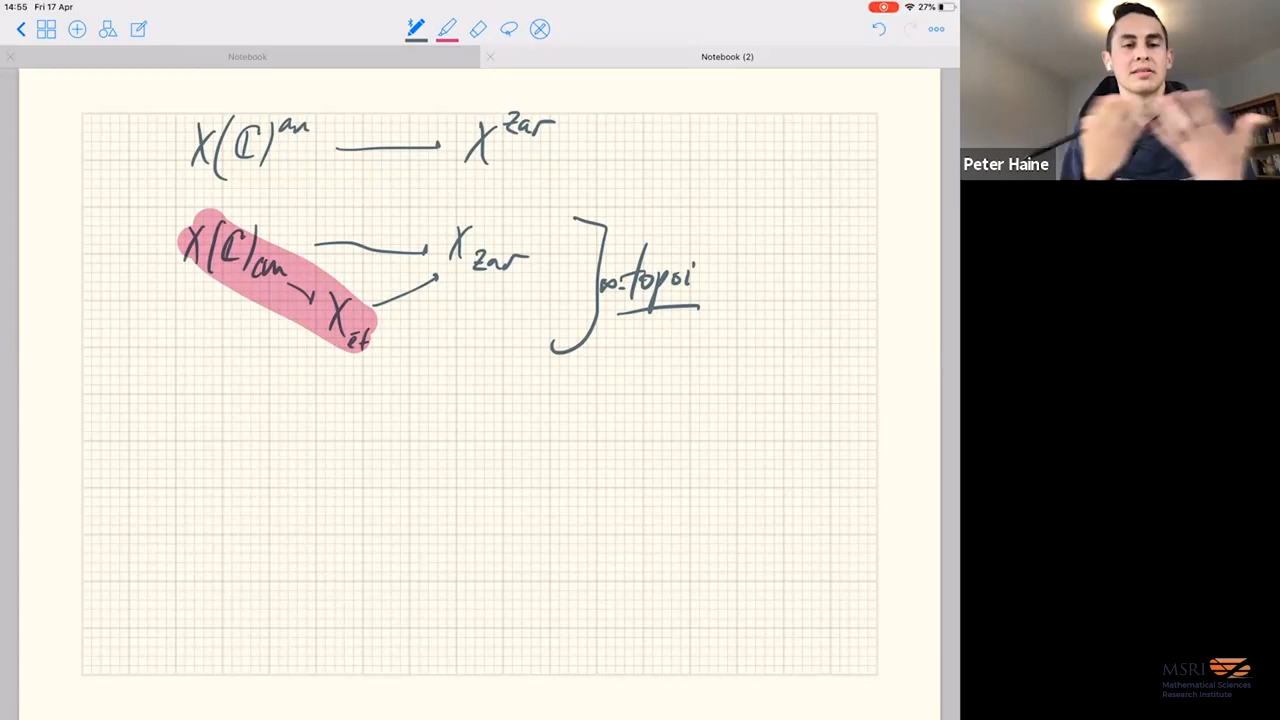 14:55 Fri 17 Apr
27%
Notebook
Notebook (2)
X(ℂ)^an ⟶ X^Zar
X(ℂ)_an ⟶ X_Zar
X_ét
∞-topoi
Peter Haine
MSRI
Mathematical Sciences
Research Institute